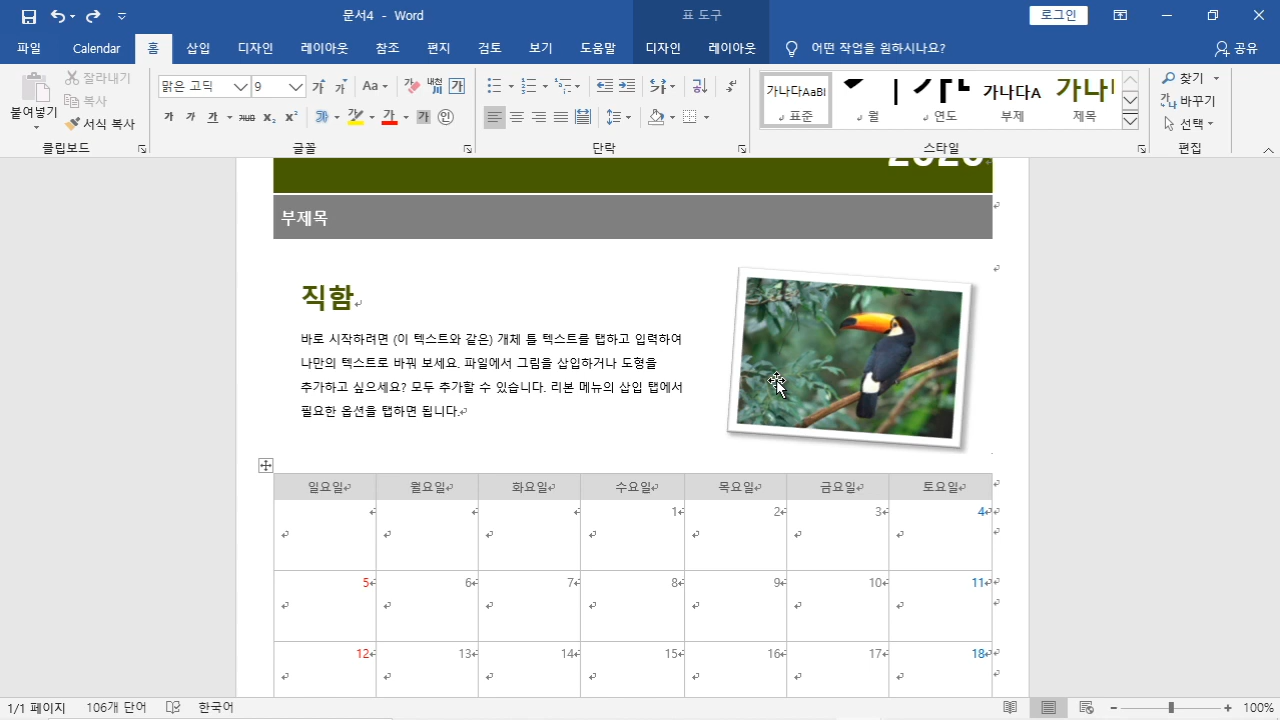 문서4 - Word
표 도구
로그인
파일
Calendar
홈
삽입
디자인
레이아웃
참조
편지
검토
보기
도움말
디자인
레이아웃
어떤 작업을 원하시나요?
공유
붙여넣기
잘라내기
복사
서식 복사
클립보드
맑은 고딕
9
Aa
내천
글꼴
단락
가나다AaBl
표준
월
연도
가나다A
부제
제목
스타일
찾기
바꾸기
선택
편집
2020
부제목
직함
바로 시작하려면 (이 텍스트와 같은) 개체 틀 텍스트를 탭하고 입력하여
나만의 텍스트로 바꿔 보세요. 파일에서 그림을 삽입하거나 도형을
추가하고 싶으세요? 모두 추가할 수 있습니다. 리본 메뉴의 삽입 탭에서
필요한 옵션을 탭하면 됩니다.
일요일 월요일 화요일 수요일 목요일 금요일 토요일
1 2 3 4
5 6 7 8 9 10 11
12 13 14 15 16 17 18
1/1 페이지
106개 단어
한국어
100%